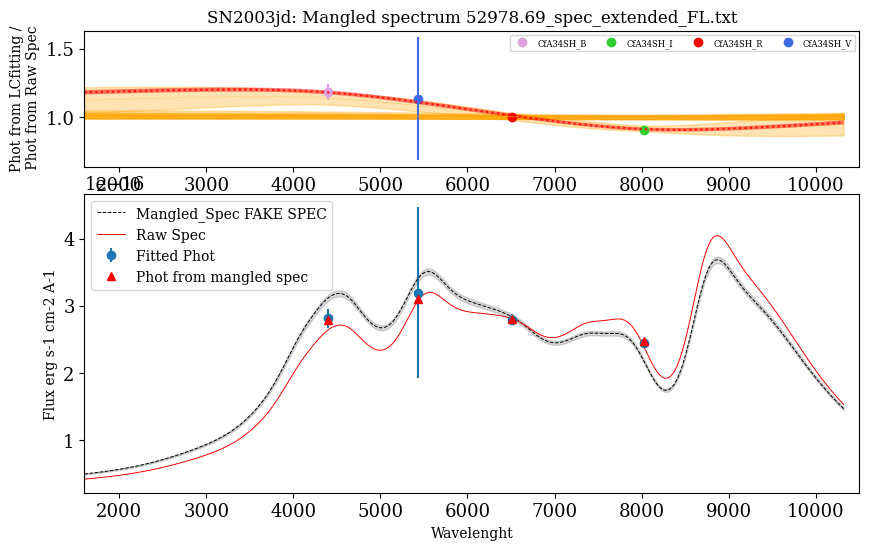 SN2003jd: Mangled spectrum 52978.69_spec_extended_FL.txt
Phot from LCfitting /
Phot from Raw Spec
1.5
1.0
CfA34SH_B
CfA34SH_I
CfA34SH_R
CfA34SH_V
2000 3000 4000 5000 6000 7000 8000 9000 10000
1e−16
Flux erg s-1 cm-2 A-1
4
3
2
1
Mangled_Spec FAKE SPEC
Raw Spec
Fitted Phot
Phot from mangled spec
2000 3000 4000 5000 6000 7000 8000 9000 10000
Wavelenght